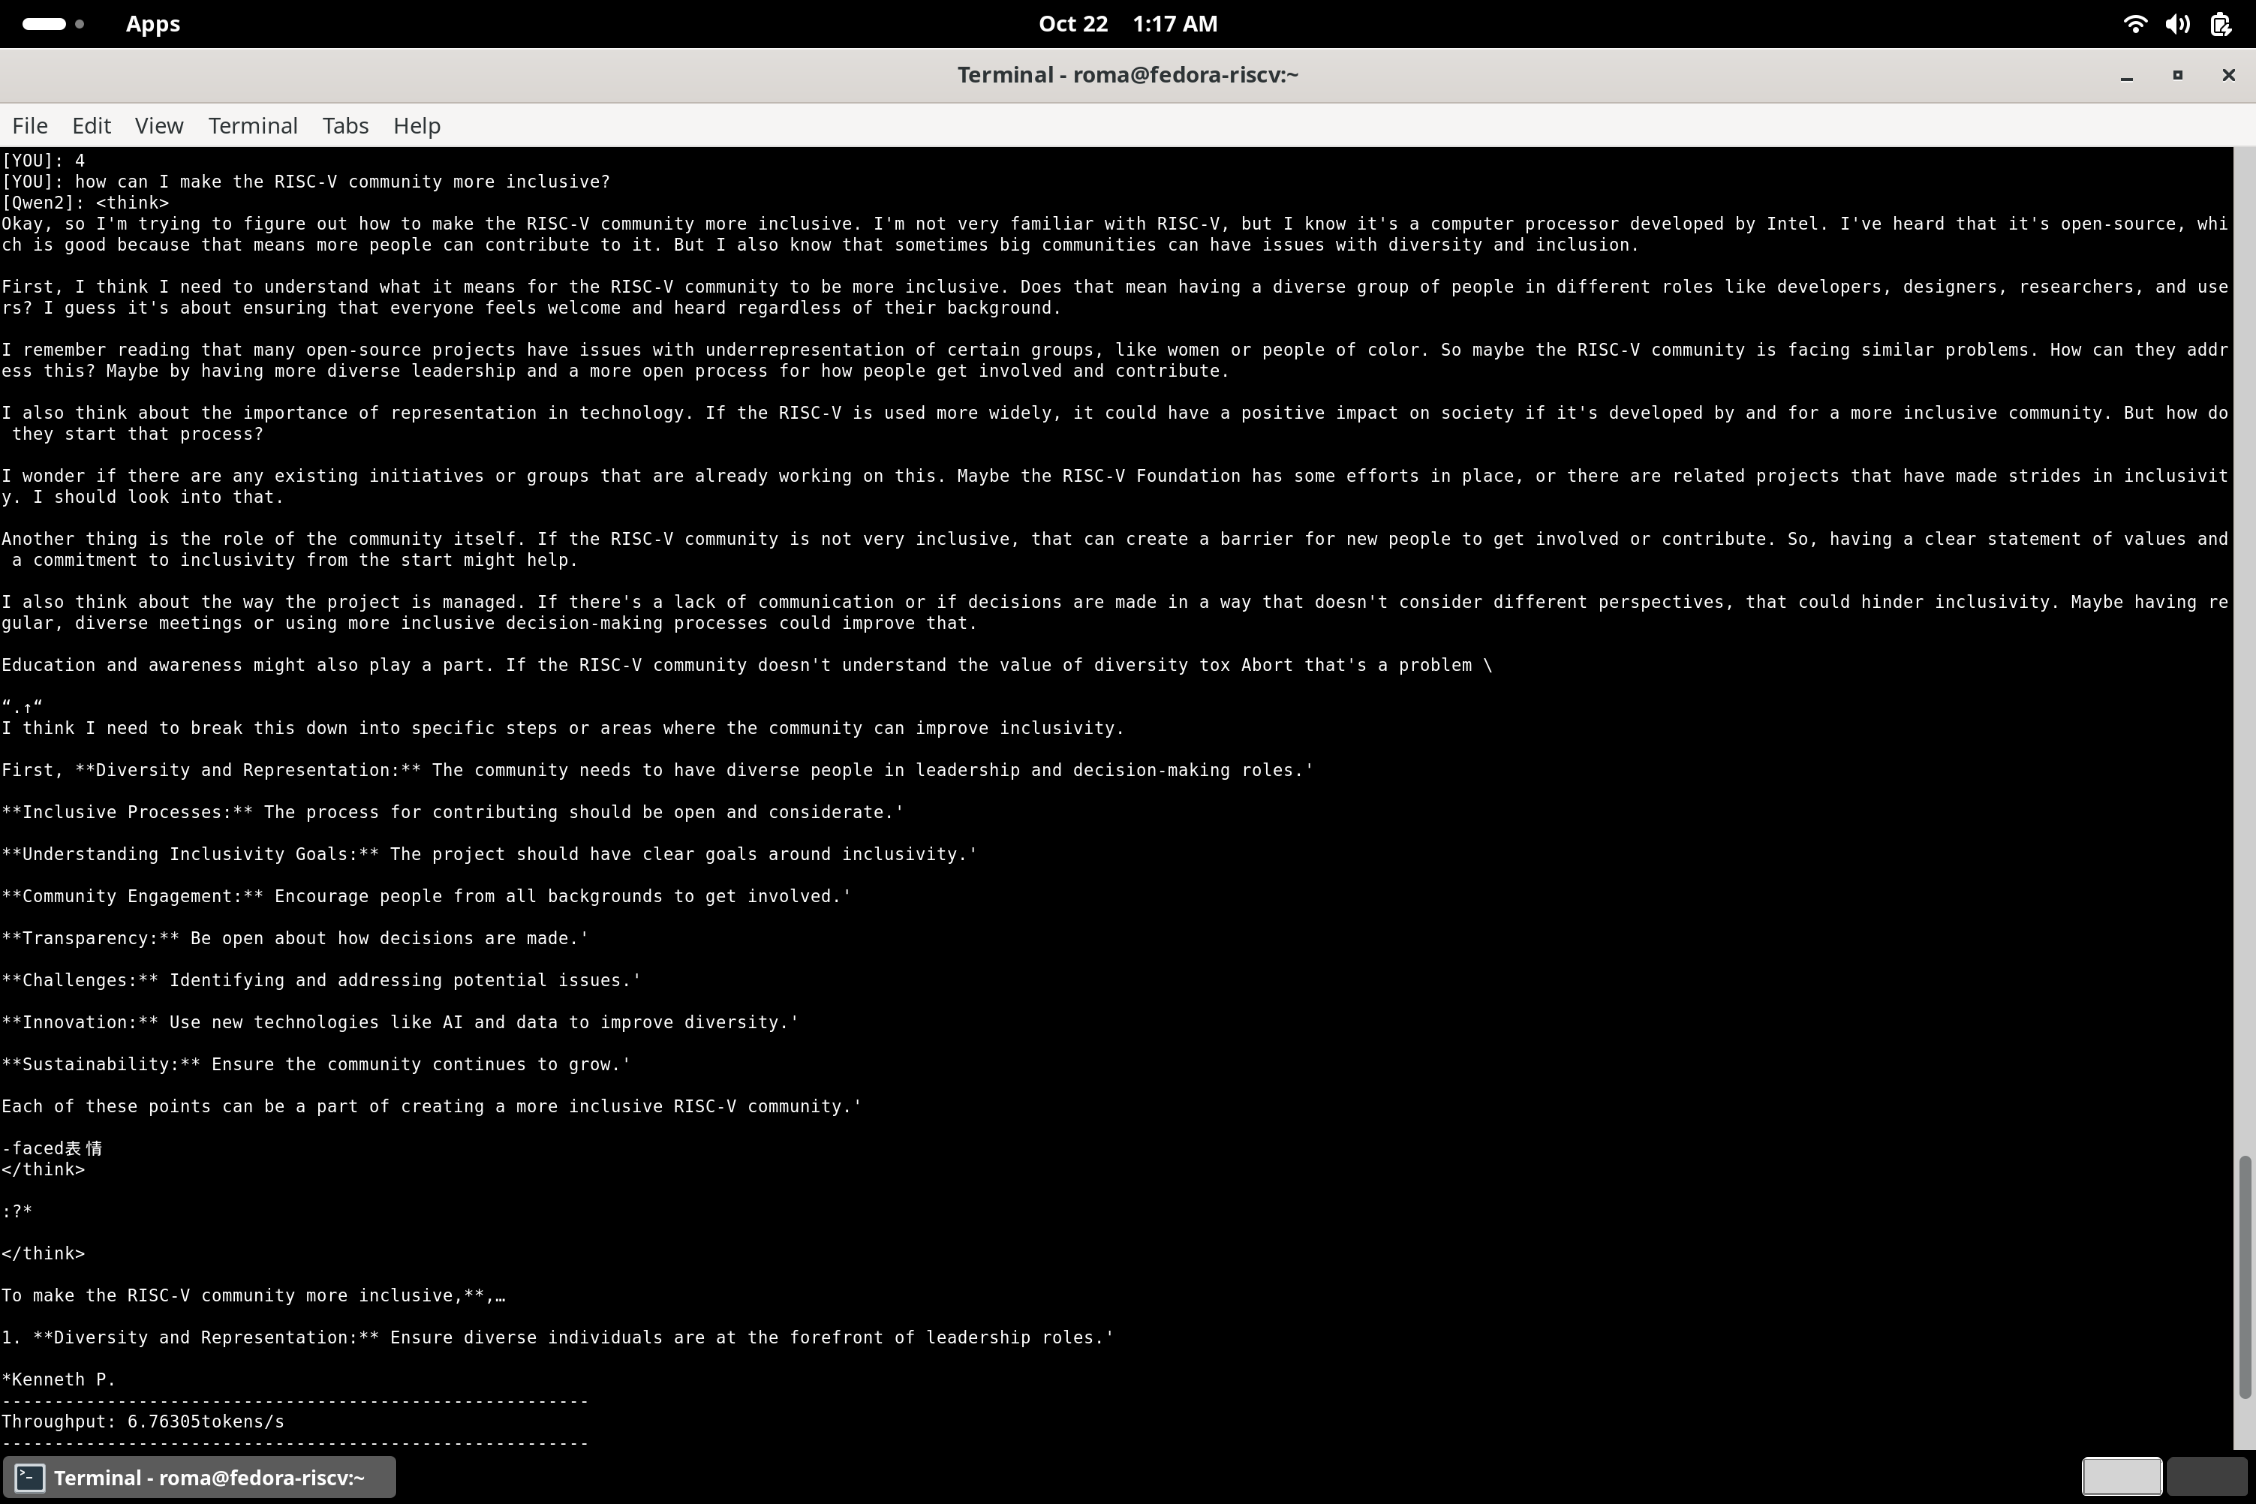 Apps
Oct 22 1:17 AM
Terminal - roma@fedora-riscv:~
File Edit View Terminal Tabs Help
[YOU]: 4
[YOU]: how can I make the RISC-V community more inclusive?
[Qwen2]: <think>
Okay, so I'm trying to figure out how to make the RISC-V community more inclusive. I'm not very familiar with RISC-V, but I know it's a computer processor developed by Intel. I've heard that it's open-source, whi
ch is good because that means more people can contribute to it. But I also know that sometimes big communities can have issues with diversity and inclusion.
First, I think I need to understand what it means for the RISC-V community to be more inclusive. Does that mean having a diverse group of people in different roles like developers, designers, researchers, and use
rs? I guess it's about ensuring that everyone feels welcome and heard regardless of their background.
I remember reading that many open-source projects have issues with underrepresentation of certain groups, like women or people of color. So maybe the RISC-V community is facing similar problems. How can they addr
ess this? Maybe by having more diverse leadership and a more open process for how people get involved and contribute.
I also think about the importance of representation in technology. If the RISC-V is used more widely, it could have a positive impact on society if it's developed by and for a more inclusive community. But how do
 they start that process?
I wonder if there are any existing initiatives or groups that are already working on this. Maybe the RISC-V Foundation has some efforts in place, or there are related projects that have made strides in inclusivit
y. I should look into that.
Another thing is the role of the community itself. If the RISC-V community is not very inclusive, that can create a barrier for new people to get involved or contribute. So, having a clear statement of values and
 a commitment to inclusivity from the start might help.
I also think about the way the project is managed. If there's a lack of communication or if decisions are made in a way that doesn't consider different perspectives, that could hinder inclusivity. Maybe having re
gular, diverse meetings or using more inclusive decision-making processes could improve that.
Education and awareness might also play a part. If the RISC-V community doesn't understand the value of diversity tox Abort that's a problem \
“.↑“
I think I need to break this down into specific steps or areas where the community can improve inclusivity.
First, **Diversity and Representation:** The community needs to have diverse people in leadership and decision-making roles.'
**Inclusive Processes:** The process for contributing should be open and considerate.'
**Understanding Inclusivity Goals:** The project should have clear goals around inclusivity.'
**Community Engagement:** Encourage people from all backgrounds to get involved.'
**Transparency:** Be open about how decisions are made.'
**Challenges:** Identifying and addressing potential issues.'
**Innovation:** Use new technologies like AI and data to improve diversity.'
**Sustainability:** Ensure the community continues to grow.'
Each of these points can be a part of creating a more inclusive RISC-V community.'
-faced表情
</think>
:?*
</think>
To make the RISC-V community more inclusive,**,…
1. **Diversity and Representation:** Ensure diverse individuals are at the forefront of leadership roles.'
*Kenneth P.
--------------------------------------------------------
Throughput: 6.76305tokens/s
--------------------------------------------------------
Terminal - roma@fedora-riscv:~